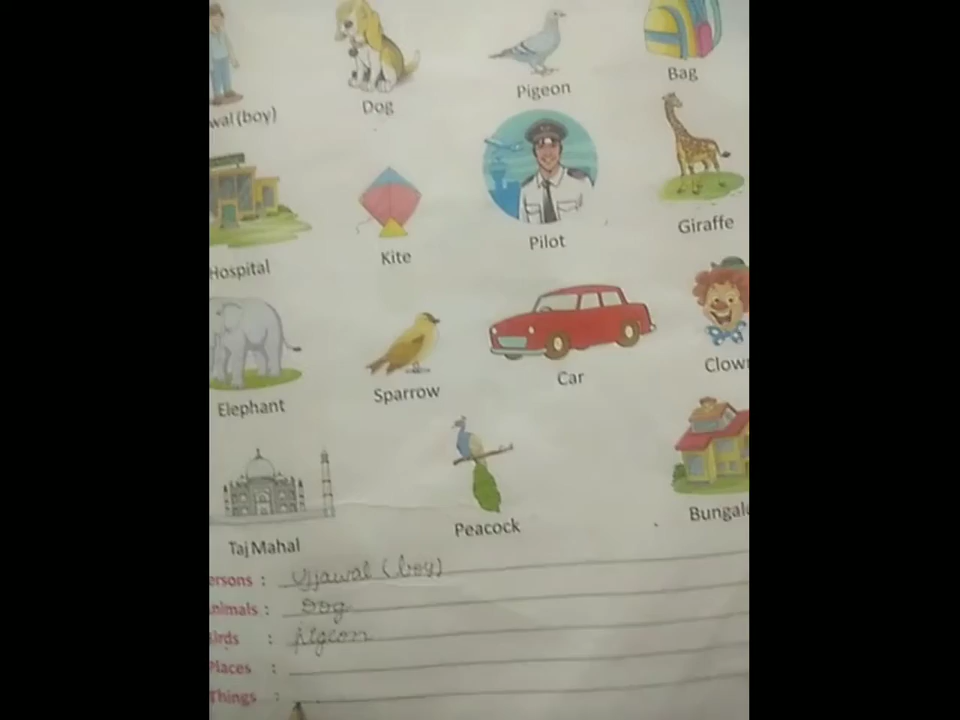 wal (boy)
Dog
Pigeon
Bag
Hospital
Kite
Pilot
Giraffe
Elephant
Sparrow
Car
Clown
Taj Mahal
Peacock
Bungal
ersons : Ujjawal (boy)
nimals : Dog
irds : pigeon
Places :
Things :